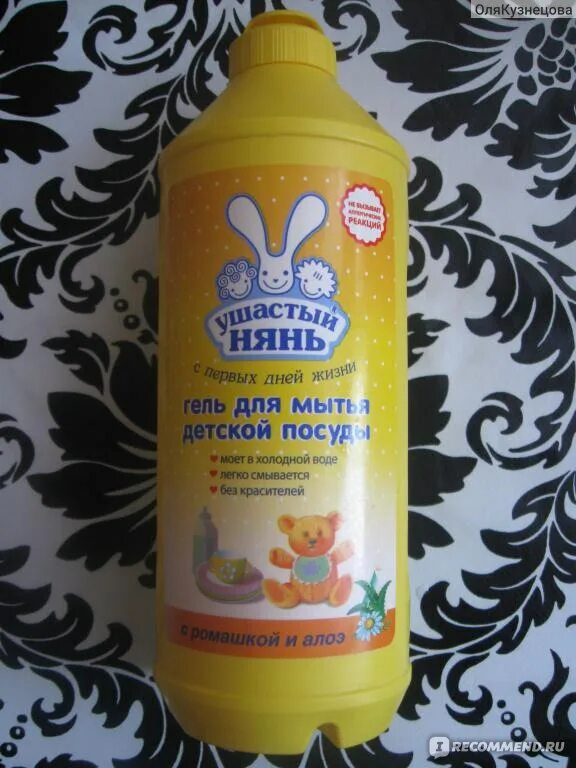 ОляКузнецова
НЕ ВЫЗЫВАЕТ
АЛЛЕРГИЧЕСКИХ
РЕАКЦИЙ
ушастый
нянь
с первых дней жизни
гель для мытья
детской посуды
моет в холодной воде
легко смывается
без красителей
с ромашкой и алоэ
IRECOMMEND.RU